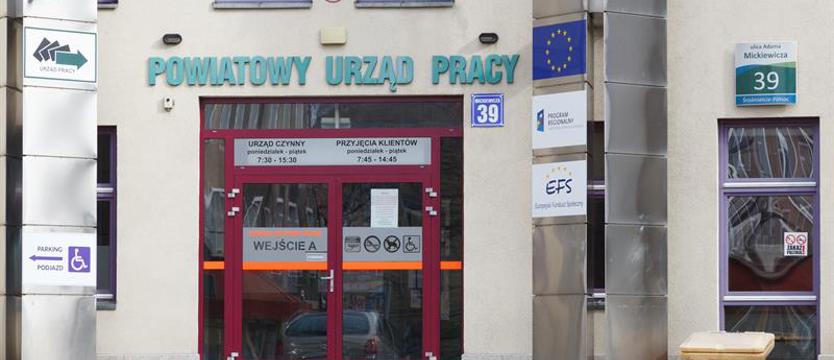 URZĄD PRACY
POWIATOWY URZĄD PRACY
MICKIEWICZA
39
URZĄD CZYNNY
poniedziałek - piątek
7:30 - 15:30
PRZYJĘCIA KLIENTÓW
poniedziałek - piątek
7:45 - 14:45
WEJŚCIE A
PARKING
PODJAZD
PROGRAM
REGIONALNY
EFS
Europejski Fundusz Społeczny
ulica Adama
Mickiewicza
39
Śródmieście-Północ
ZAKAZ
PALENIA